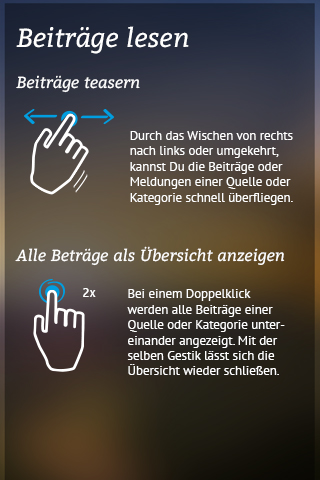 Beiträge lesen
Beiträge teasern
Durch das Wischen von rechts
nach links oder umgekehrt,
kannst Du die Beiträge oder
Meldungen einer Quelle oder
Kategorie schnell überfliegen.
Alle Beträge als Übersicht anzeigen
2x
Bei einem Doppelklick
werden alle Beiträge einer
Quelle oder Kategorie unter-
einander angezeigt. Mit der
selben Gestik lässt sich die
Übersicht wieder schließen.